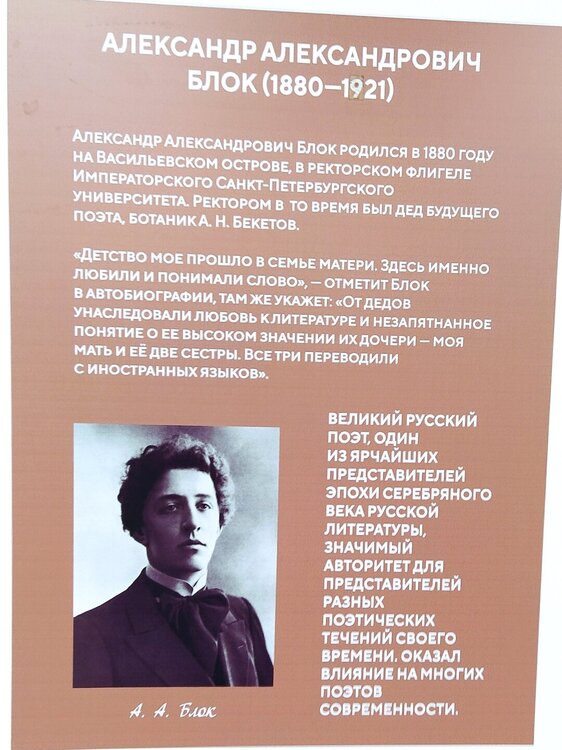 АЛЕКСАНДР АЛЕКСАНДРОВИЧ
БЛОК (1880—1921)
АЛЕКСАНДР АЛЕКСАНДРОВИЧ БЛОК РОДИЛСЯ В 1880 ГОДУ
НА ВАСИЛЬЕВСКОМ ОСТРОВЕ, В РЕКТОРСКОМ ФЛИГЕЛЕ
ИМПЕРАТОРСКОГО САНКТ-ПЕТЕРБУРГСКОГО
УНИВЕРСИТЕТА. РЕКТОРОМ В ТО ВРЕМЯ БЫЛ ДЕД БУДУЩЕГО
ПОЭТА, БОТАНИК А. Н. БЕКЕТОВ.
«ДЕТСТВО МОЕ ПРОШЛО В СЕМЬЕ МАТЕРИ. ЗДЕСЬ ИМЕННО
ЛЮБИЛИ И ПОНИМАЛИ СЛОВО», — ОТМЕТИТ БЛОК
В АВТОБИОГРАФИИ, ТАМ ЖЕ УКАЖЕТ: «ОТ ДЕДОВ
УНАСЛЕДОВАЛИ ЛЮБОВЬ К ЛИТЕРАТУРЕ И НЕЗАПЯТНАННОЕ
ПОНЯТИЕ О ЕЕ ВЫСОКОМ ЗНАЧЕНИИ ИХ ДОЧЕРИ — МОЯ
МАТЬ И ЕЁ ДВЕ СЕСТРЫ. ВСЕ ТРИ ПЕРЕВОДИЛИ
С ИНОСТРАННЫХ ЯЗЫКОВ».
ВЕЛИКИЙ РУССКИЙ
ПОЭТ, ОДИН
ИЗ ЯРЧАЙШИХ
ПРЕДСТАВИТЕЛЕЙ
ЭПОХИ СЕРЕБРЯНОГО
ВЕКА РУССКОЙ
ЛИТЕРАТУРЫ,
ЗНАЧИМЫЙ
АВТОРИТЕТ ДЛЯ
ПРЕДСТАВИТЕЛЕЙ
РАЗНЫХ
ПОЭТИЧЕСКИХ
ТЕЧЕНИЙ СВОЕГО
ВРЕМЕНИ. ОКАЗАЛ
ВЛИЯНИЕ НА МНОГИХ
ПОЭТОВ
СОВРЕМЕННОСТИ.
А. А. Блок